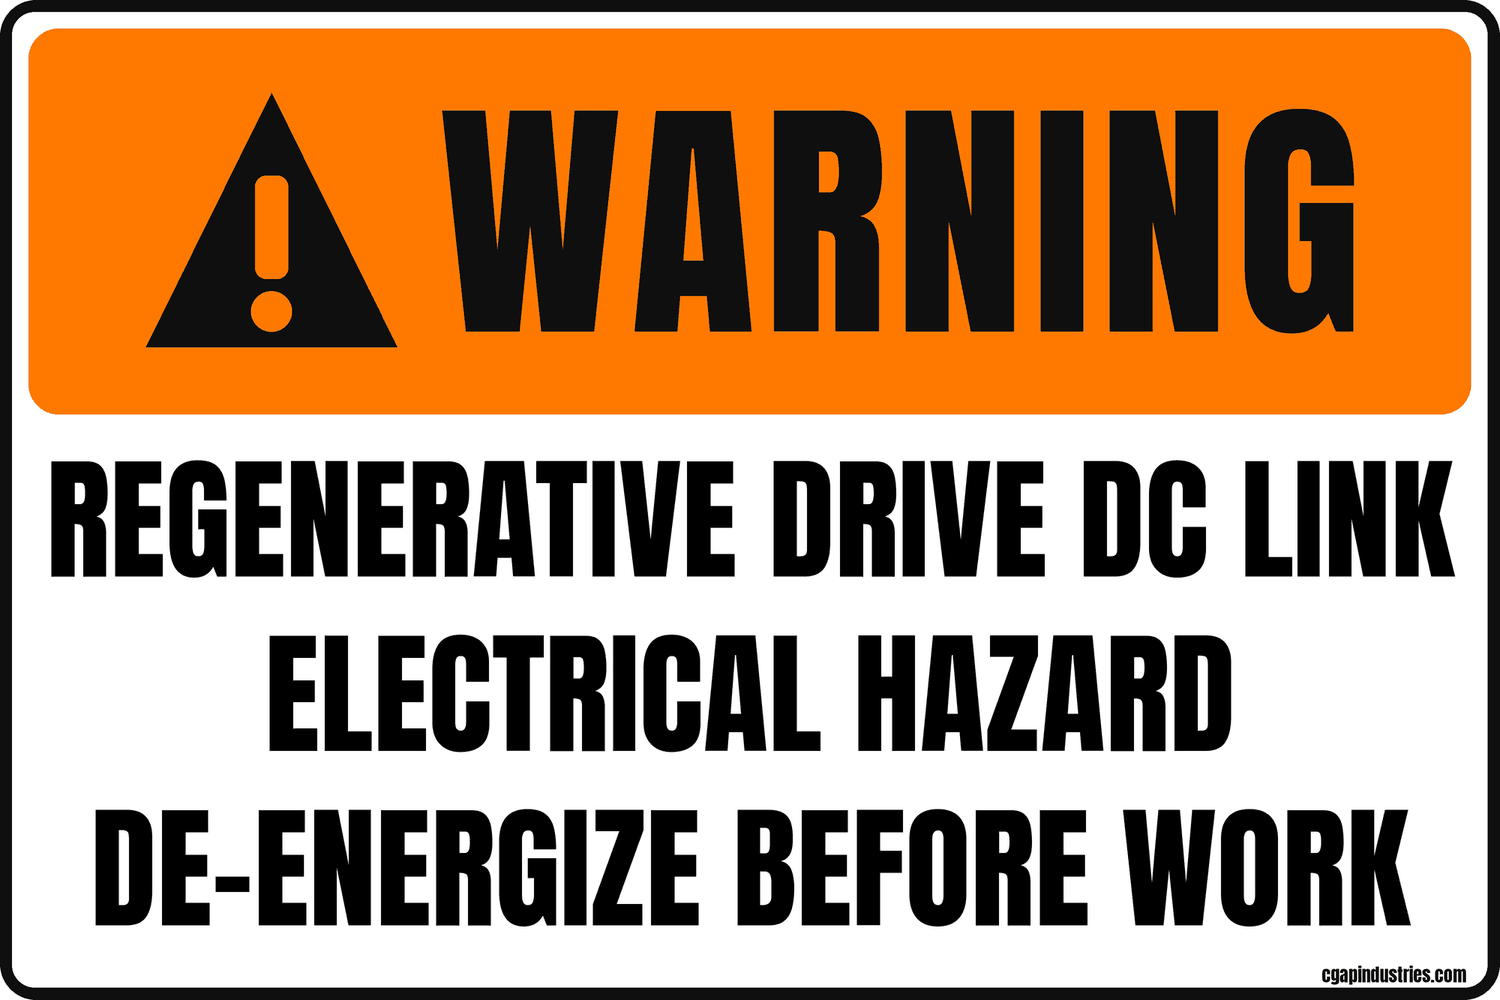 WARNING
REGENERATIVE DRIVE DC LINK
ELECTRICAL HAZARD
DE-ENERGIZE BEFORE WORK
cgapindustries.com